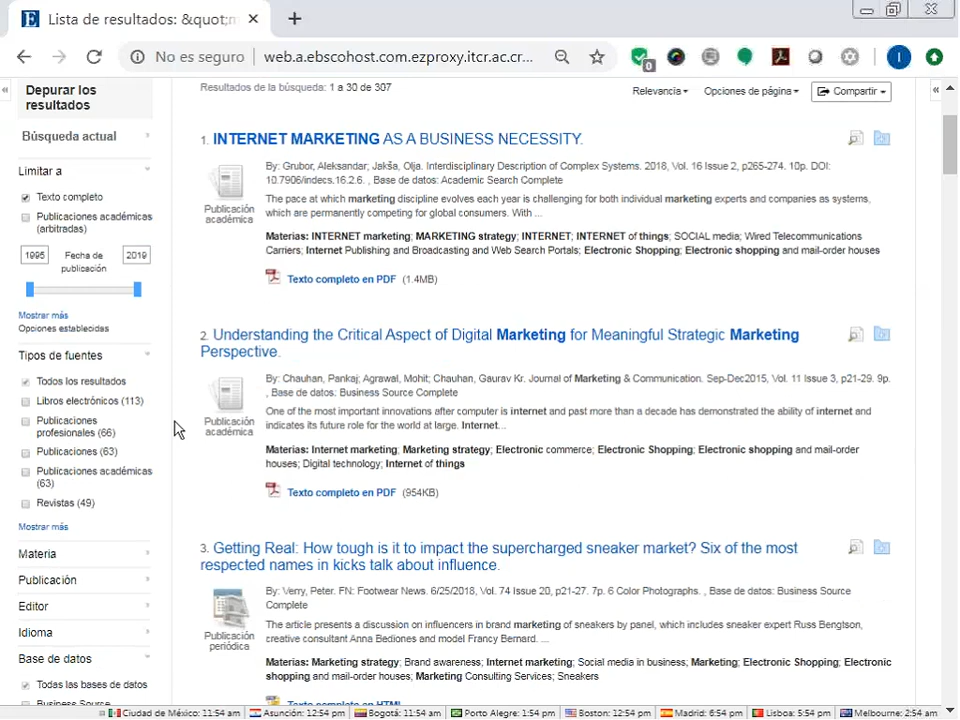 Lista de resultados: &quot;m
No es seguro
web.a.ebscohost.com.ezproxy.itcr.ac.cr...
0
I
Depurar los
resultados
Búsqueda actual
Limitar a
Texto completo
Publicaciones académicas
(arbitradas)
1995
Fecha de
publicación
2019
Mostrar más
Opciones establecidas
Tipos de fuentes
Todos los resultados
Libros electrónicos (113)
Publicaciones
profesionales (66)
Publicaciones (63)
Publicaciones académicas
(63)
Revistas (49)
Mostrar más
Materia
Publicación
Editor
Idioma
Base de datos
Todas las bases de datos
Business Source
Resultados de la búsqueda: 1 a 30 de 307
Relevancia
Opciones de página
Compartir
1. INTERNET MARKETING AS A BUSINESS NECESSITY.
Publicación
académica
By: Grubor, Aleksandar; Jakša, Olja. Interdisciplinary Description of Complex Systems. 2018, Vol. 16 Issue 2, p265-274. 10p. DOI:
10.7906/indecs.16.2.6. , Base de datos: Academic Search Complete
The pace at which marketing discipline evolves each year is challenging for both individual marketing experts and companies as systems,
which are permanently competing for global consumers. With ...
Materias: INTERNET marketing; MARKETING strategy; INTERNET; INTERNET of things; SOCIAL media; Wired Telecommunications
Carriers; Internet Publishing and Broadcasting and Web Search Portals; Electronic Shopping; Electronic shopping and mail-order houses
Texto completo en PDF (1.4MB)
2. Understanding the Critical Aspect of Digital Marketing for Meaningful Strategic Marketing
Perspective.
Publicación
académica
By: Chauhan, Pankaj; Agrawal, Mohit; Chauhan, Gaurav Kr. Journal of Marketing & Communication. Sep-Dec2015, Vol. 11 Issue 3, p21-29. 9p.
, Base de datos: Business Source Complete
One of the most important innovations after computer is internet and past more than a decade has demonstrated the ability of internet and
indicates its future role for the world at large. Internet...
Materias: Internet marketing; Marketing strategy; Electronic commerce; Electronic Shopping; Electronic shopping and mail-order
houses; Digital technology; Internet of things
Texto completo en PDF (954KB)
3. Getting Real: How tough is it to impact the supercharged sneaker market? Six of the most
respected names in kicks talk about influence.
Publicación
periódica
By: Verry, Peter. FN: Footwear News. 6/25/2018, Vol. 74 Issue 20, p21-27. 7p. 6 Color Photographs. , Base de datos: Business Source
Complete
The article presents a discussion on influencers in brand marketing of sneakers by panel, which includes sneaker expert Russ Bengtson,
creative consultant Anna Bediones and model Francy Bernard. ...
Materias: Marketing strategy; Brand awareness; Internet marketing; Social media in business; Marketing; Electronic Shopping; Electronic
shopping and mail-order houses; Marketing Consulting Services; Sneakers
Texto completo en HTML
Ciudad de México: 11:54 am
Asunción: 12:54 pm
Bogotá: 11:54 am
Porto Alegre: 1:54 pm
Boston: 12:54 pm
Madrid: 6:54 pm
Lisboa: 5:54 pm
Melbourne: 2:54 am